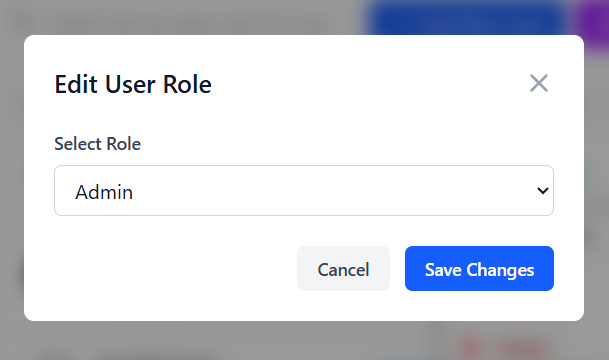 Edit User Role
Select Role
Admin
Cancel
Save Changes